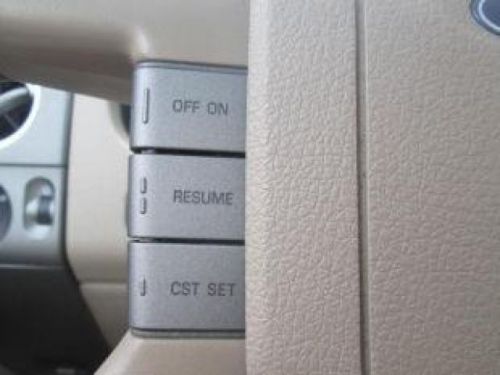 OFF ON
RESUME
CST SET